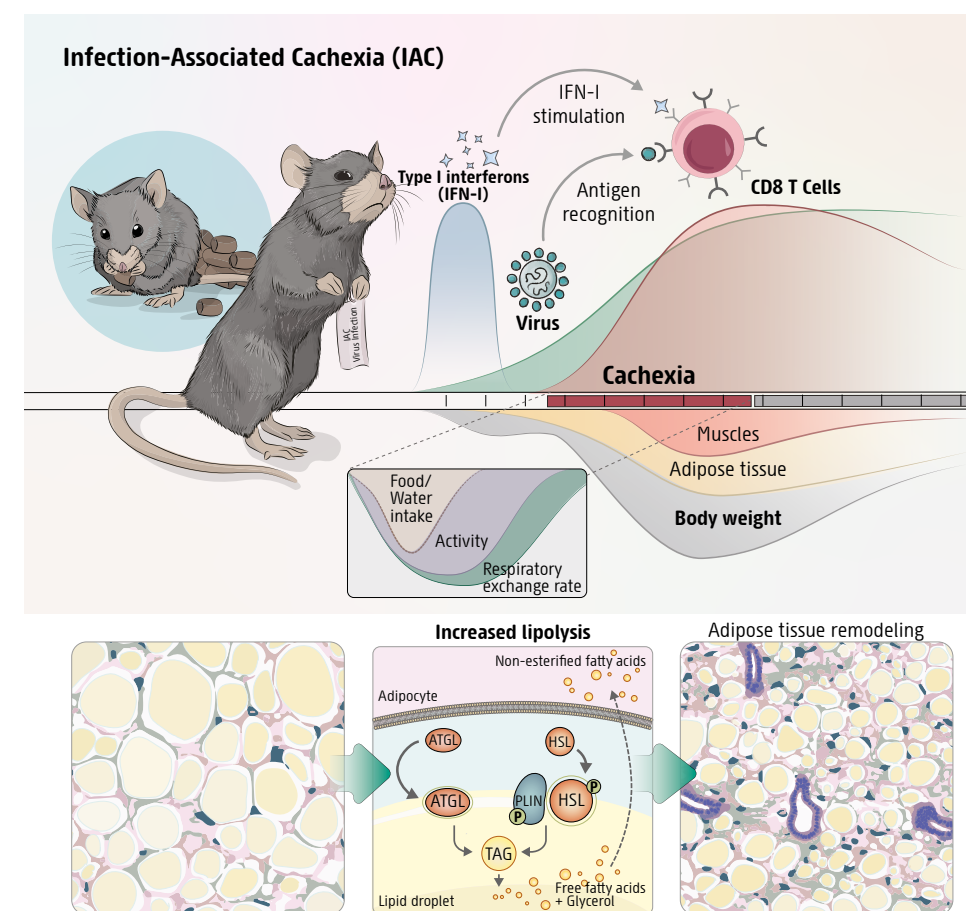 Infection-Associated Cachexia (IAC)
IFN-I
stimulation
Type I interferons
(IFN-I)
Antigen
recognition
CD8 T Cells
Virus
IAC
Virus Infection
Cachexia
Muscles
Adipose tissue
Body weight
Food/
Water
intake
Activity
Respiratory
exchange rate
Increased lipolysis
Adipose tissue remodeling
Non-esterified fatty acids
Adipocyte
ATGL
HSL
ATGL
PLIN
HSL
P
P
TAG
Lipid droplet
Free fatty acids
+ Glycerol